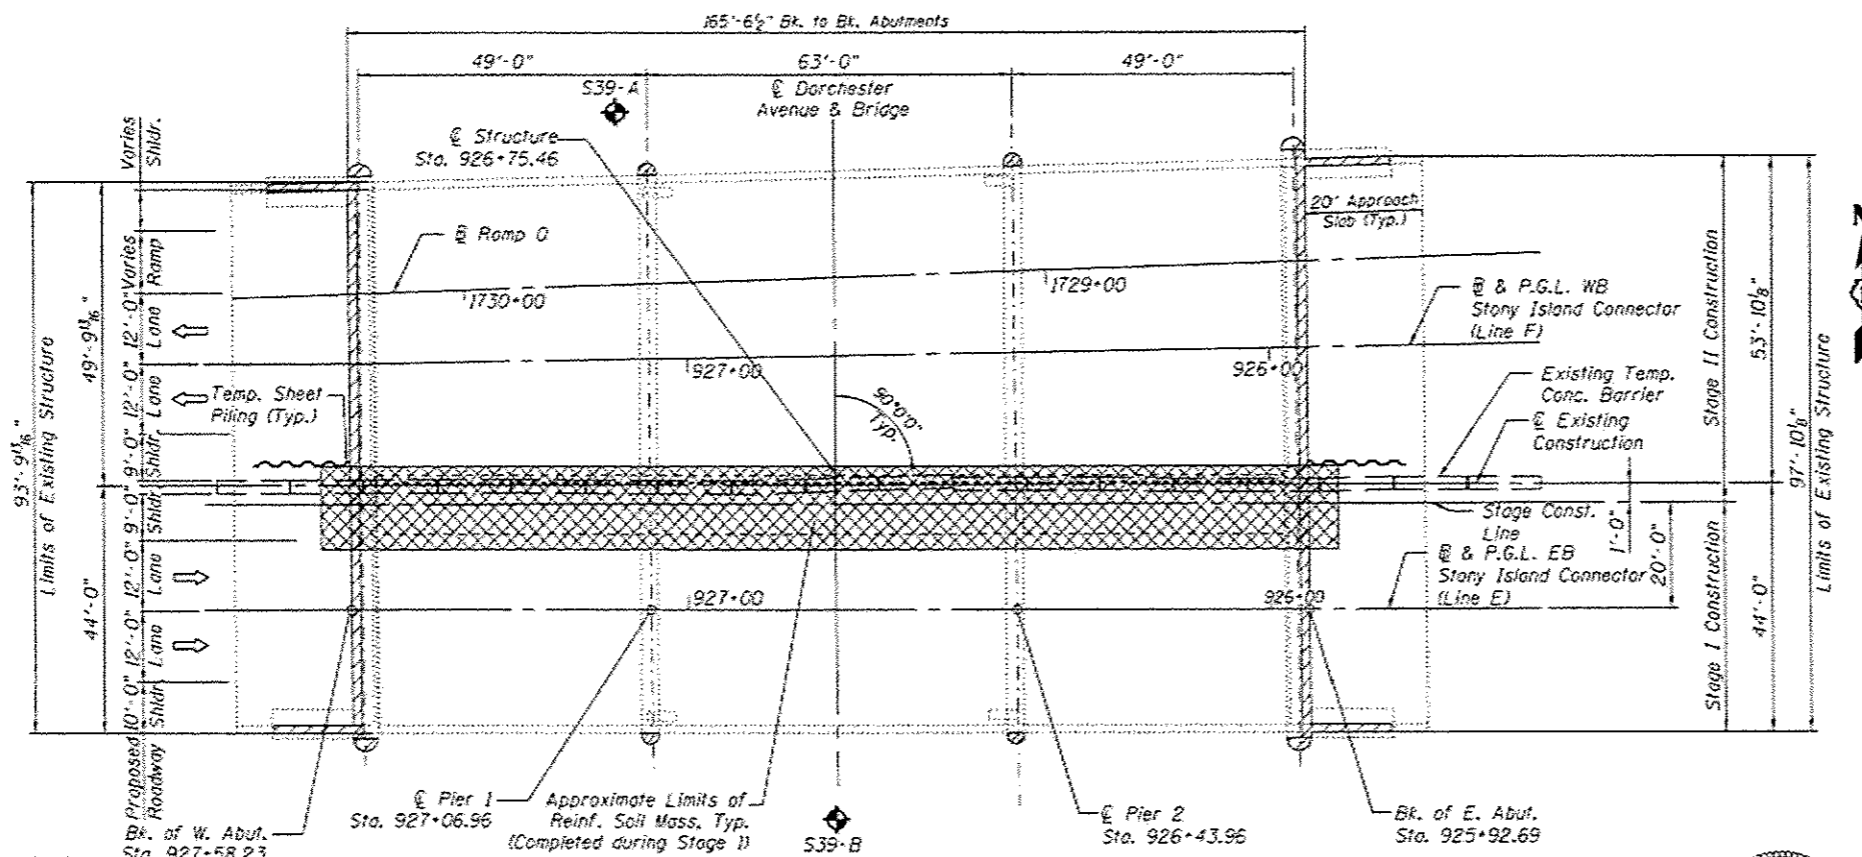 165'-6½" Bk. to Bk. Abutments
49'-0"
63'-0"
49'-0"
S39-A
℄ Dorchester
Avenue & Bridge
℄ Structure
Sta. 926+75.46
Varies
Shldr.
20' Approach
Slab (Typ.)
N
Ramp
Varies
Lane
12'-0"
Lane
12'-0"
Shldr.
9'-0"
Shldr.
9'-0"
Lane
12'-0"
Lane
12'-0"
Shldr.
10'-0"
Proposed
Roadway
49'-9 13/16"
44'-0"
Limits of Existing Structure
93'-9 13/16"
B Ramp O
1730+00
1729+00
B & P.G.L. WB
Stony Island Connector
(Line F)
927+00
926+00
Temp. Sheet
Piling (Typ.)
90°0'0"
Typ.
Existing Temp.
Conc. Barrier
℄ Existing
Construction
Stage Const.
Line
B & P.G.L. EB
Stony Island Connector
(Line E)
927+00
926+00
1'-0"
20'-0"
Stage II Construction
Stage I Construction
53'-10⅛"
44'-0"
97'-10⅛"
Limits of Existing Structure
℄ Pier 1
Sta. 927+06.96
Approximate Limits of
Reinf. Soil Mass, Typ.
(Completed during Stage I)
S39-B
℄ Pier 2
Sta. 926+43.96
Bk. of E. Abut.
Sta. 925+92.69
Bk. of W. Abut.
Sta. 927+58.23